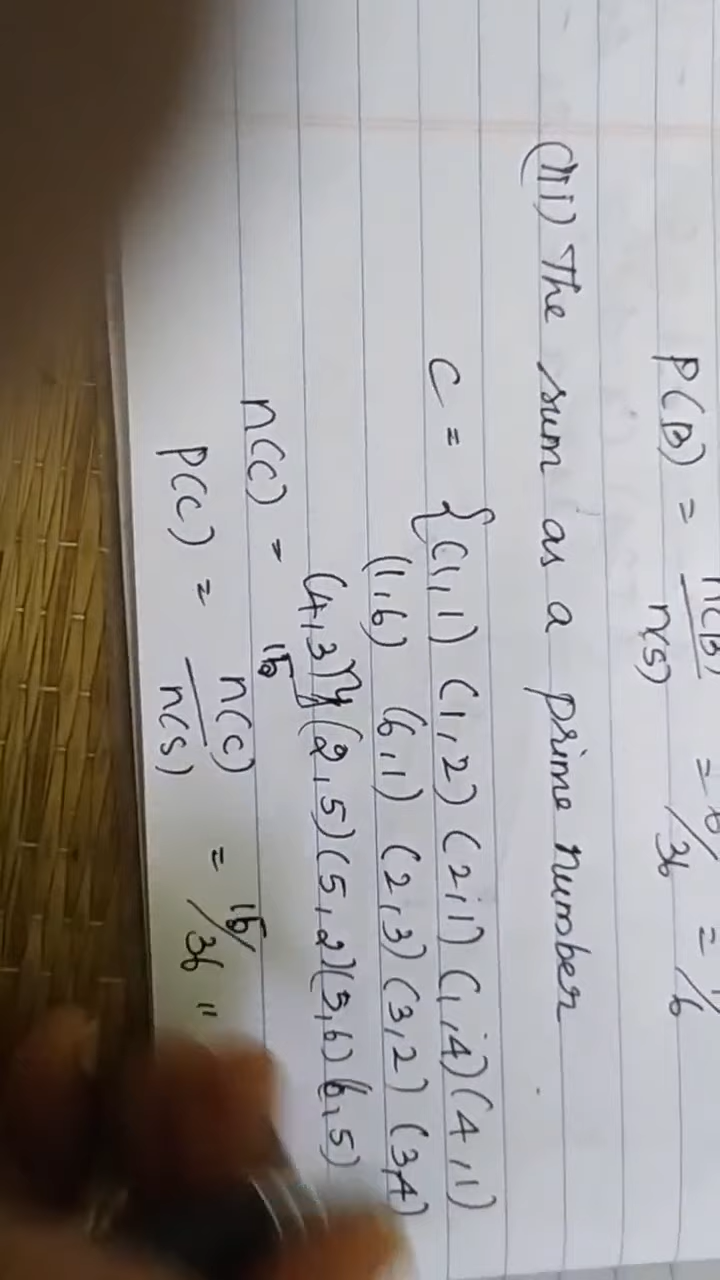 P(B) = n(B)/n(S) = 6/36 = 1/6
(iii) The sum as a prime number
C = {(1,1) (1,2) (2,1) (1,4) (4,1)
(1,6) (6,1) (2,3) (3,2) (3,4)
(4,3)} (2,5) (5,2) (5,6) (6,5)
n(C) = 15
P(C) = n(C)/n(S) = 15/36 =